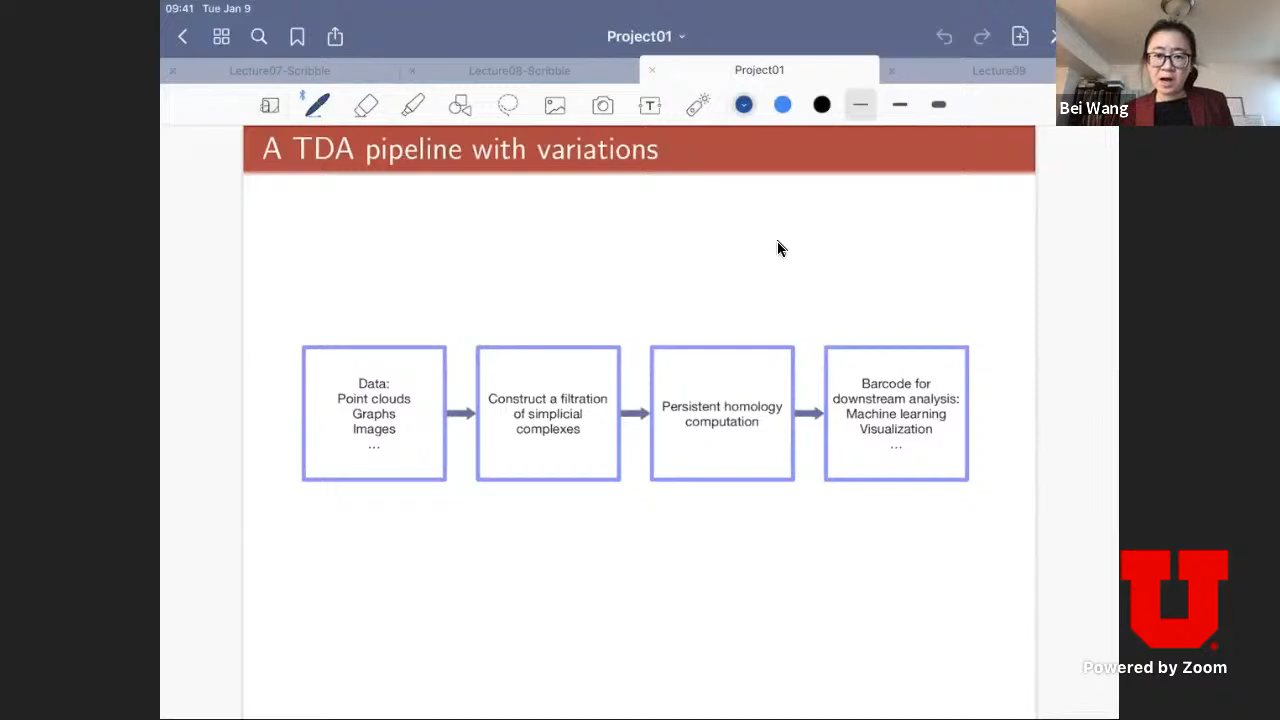 09:41 Tue Jan 9
Project01
Lecture07-Scribble
Lecture08-Scribble
Project01
Lecture09
T
Bei Wang
A TDA pipeline with variations
Data:
Point clouds
Graphs
Images
...
Construct a filtration
of simplicial
complexes
Persistent homology
computation
Barcode for
downstream analysis:
Machine learning
Visualization
...
U
Powered by Zoom